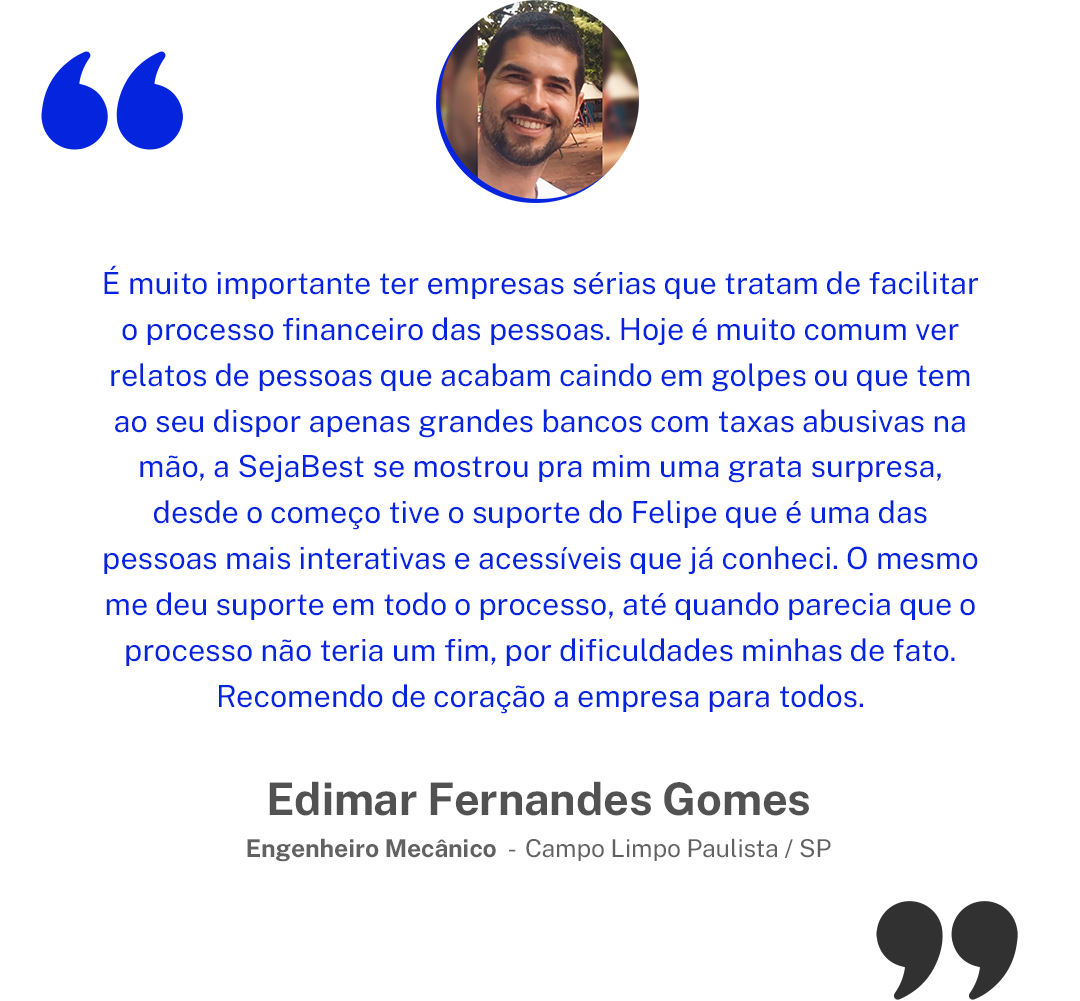 É muito importante ter empresas sérias que tratam de facilitar
o processo financeiro das pessoas. Hoje é muito comum ver
relatos de pessoas que acabam caindo em golpes ou que tem
ao seu dispor apenas grandes bancos com taxas abusivas na
mão, a SejaBest se mostrou pra mim uma grata surpresa,
desde o começo tive o suporte do Felipe que é uma das
pessoas mais interativas e acessíveis que já conheci. O mesmo
me deu suporte em todo o processo, até quando parecia que o
processo não teria um fim, por dificuldades minhas de fato.
Recomendo de coração a empresa para todos.
Edimar Fernandes Gomes
Engenheiro Mecânico - Campo Limpo Paulista / SP